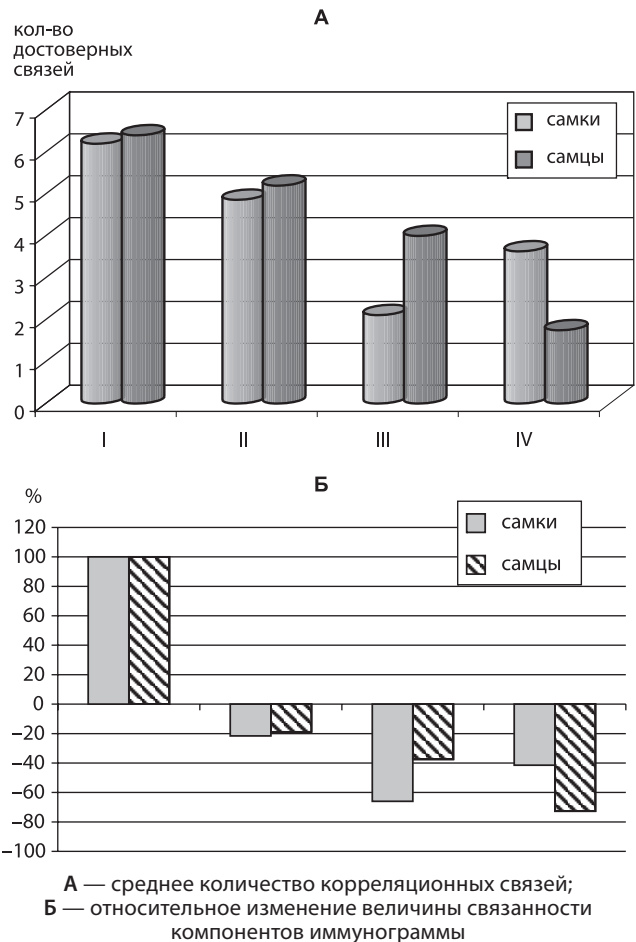 А
кол-во
достоверных
связей
7
6
5
4
3
2
1
0
самки
самцы
I II III IV
Б
%
120
100
80
60
40
20
0
–20
–40
–60
–80
–100
самки
самцы
А — среднее количество корреляционных связей;
Б — относительное изменение величины связанности
компонентов иммунограммы